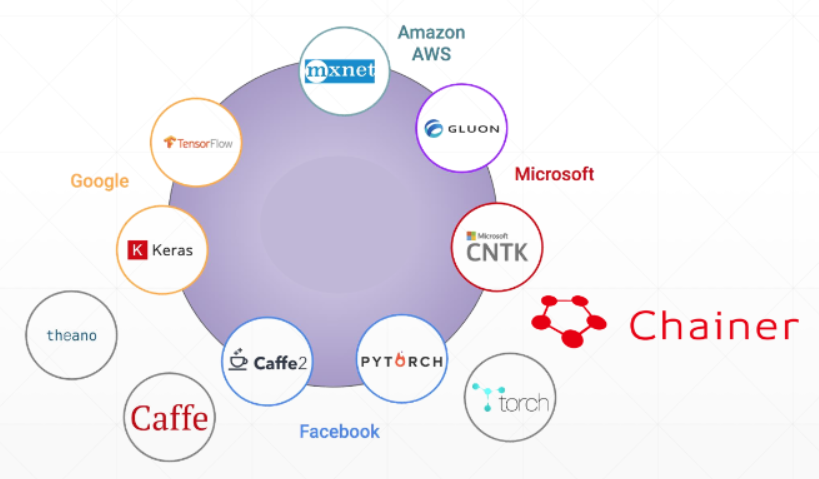 Amazon
AWS
mxnet
GLUON
TensorFlow
Google
Microsoft
Microsoft
CNTK
K Keras
Chainer
theano
Caffe2
PYTORCH
torch
Caffe
Facebook